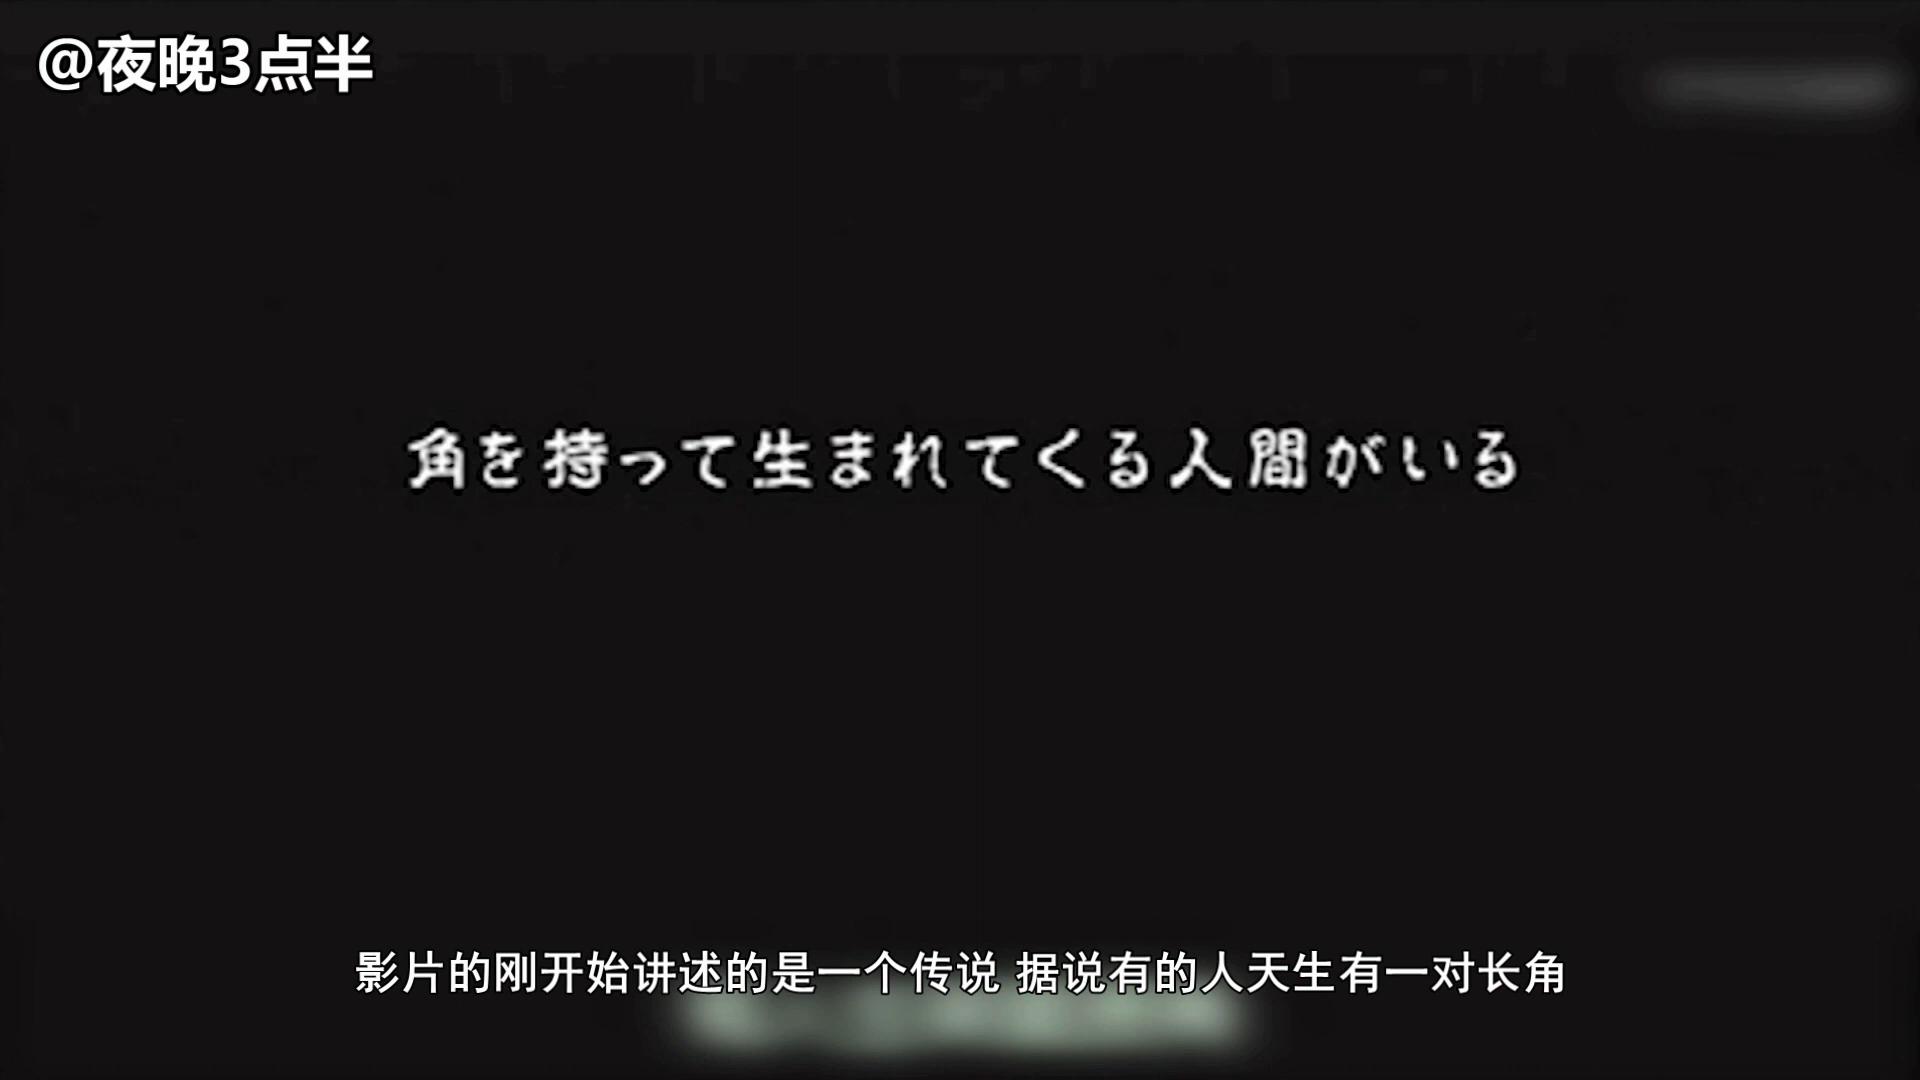 @夜晚3点半
角を持って生まれてくる人間がいる
影片的刚开始讲述的是一个传说 据说有的人天生有一对长角